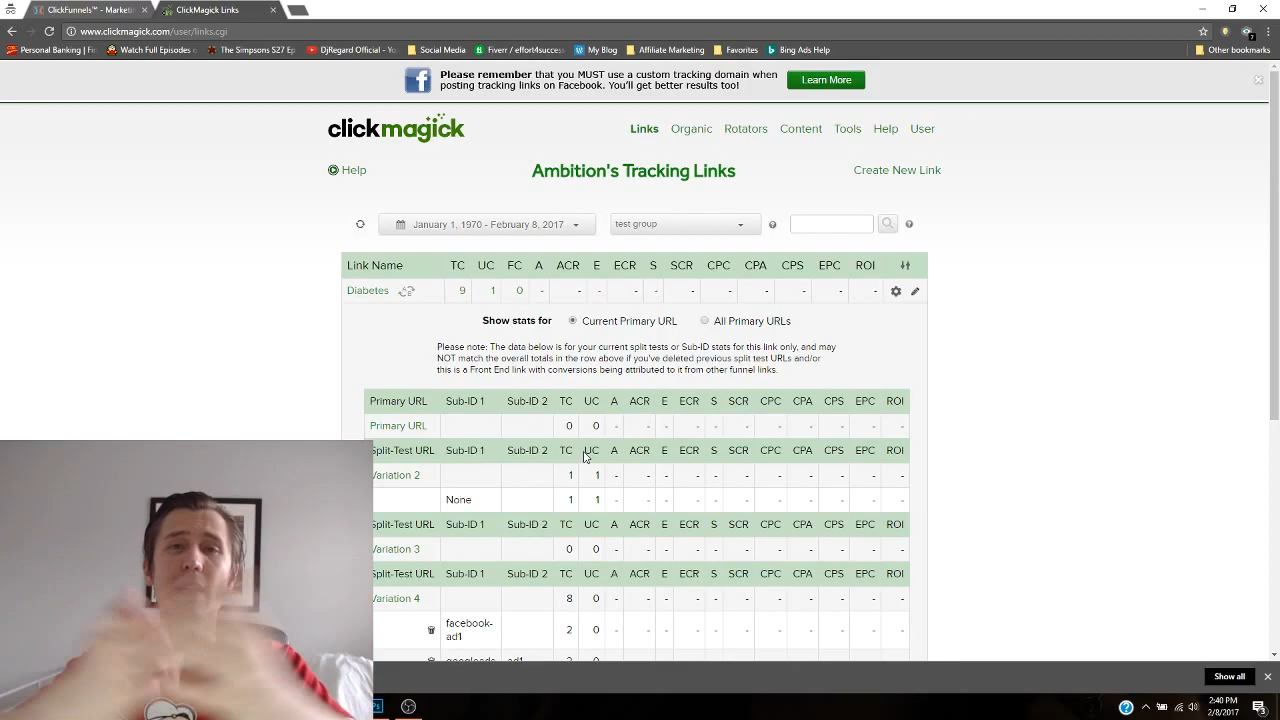 ClickFunnels™ - Marketin
ClickMagick Links
www.clickmagick.com/user/links.cgi
Personal Banking | Fin
Watch Full Episodes o
The Simpsons S27 Ep
DjRegard Official - Yo
Social Media
Fiverr / effort4success
My Blog
Affiliate Marketing
Favorites
Bing Ads Help
Other bookmarks
Please remember that you MUST use a custom tracking domain when
posting tracking links on Facebook. You'll get better results too!
Learn More
clickmagick
Links Organic Rotators Content Tools Help User
Help
Ambition's Tracking Links
Create New Link
January 1, 1970 - February 8, 2017
test group
Link Name TC UC FC A ACR E ECR S SCR CPC CPA CPS EPC ROI
Diabetes 9 1 0 - - - - - - - - - - -
Show stats for Current Primary URL All Primary URLs
Please note: The data below is for your current split tests or Sub-ID stats for this link only, and may
NOT match the overall totals in the row above if you've deleted previous split test URLs and/or
this is a Front End link with conversions being attributed to it from other funnel links.
Primary URL Sub-ID 1 Sub-ID 2 TC UC A ACR E ECR S SCR CPC CPA CPS EPC ROI
Primary URL 0 0 - - - - - - - - - - -
Split-Test URL Sub-ID 1 Sub-ID 2 TC UC A ACR E ECR S SCR CPC CPA CPS EPC ROI
Variation 2 1 1 - - - - - - - - - - -
None 1 1 - - - - - - - - - - -
Split-Test URL Sub-ID 1 Sub-ID 2 TC UC A ACR E ECR S SCR CPC CPA CPS EPC ROI
Variation 3 0 0 - - - - - - - - - - -
Split-Test URL Sub-ID 1 Sub-ID 2 TC UC A ACR E ECR S SCR CPC CPA CPS EPC ROI
Variation 4 8 0 - - - - - - - - - - -
facebook-
ad1
2 0 - - - - - - - - - - -
Show all
2:40 PM
2/8/2017